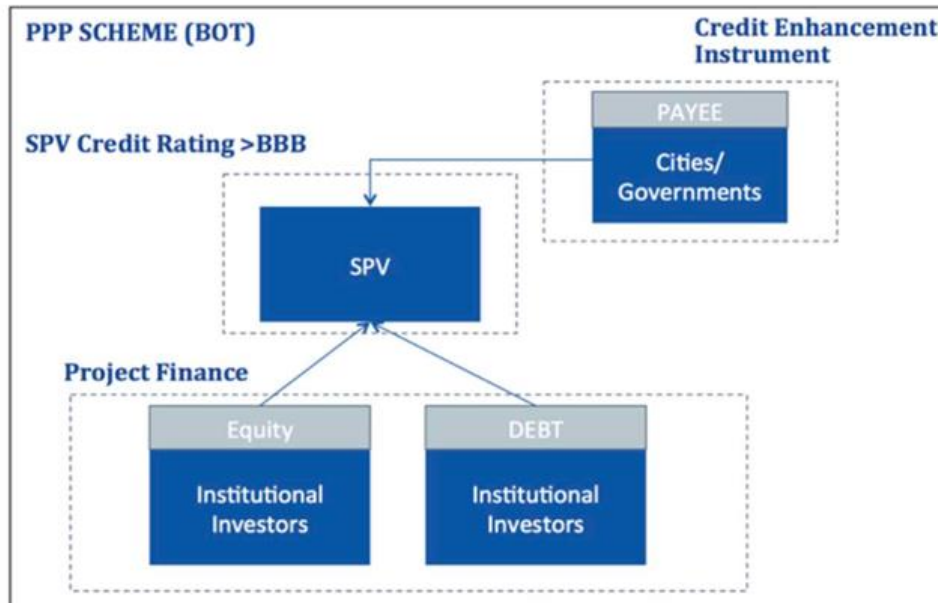 PPP SCHEME (BOT)
Credit Enhancement
Instrument
PAYEE
Cities/
Governments
SPV Credit Rating >BBB
SPV
Project Finance
Equity
Institutional
Investors
DEBT
Institutional
Investors